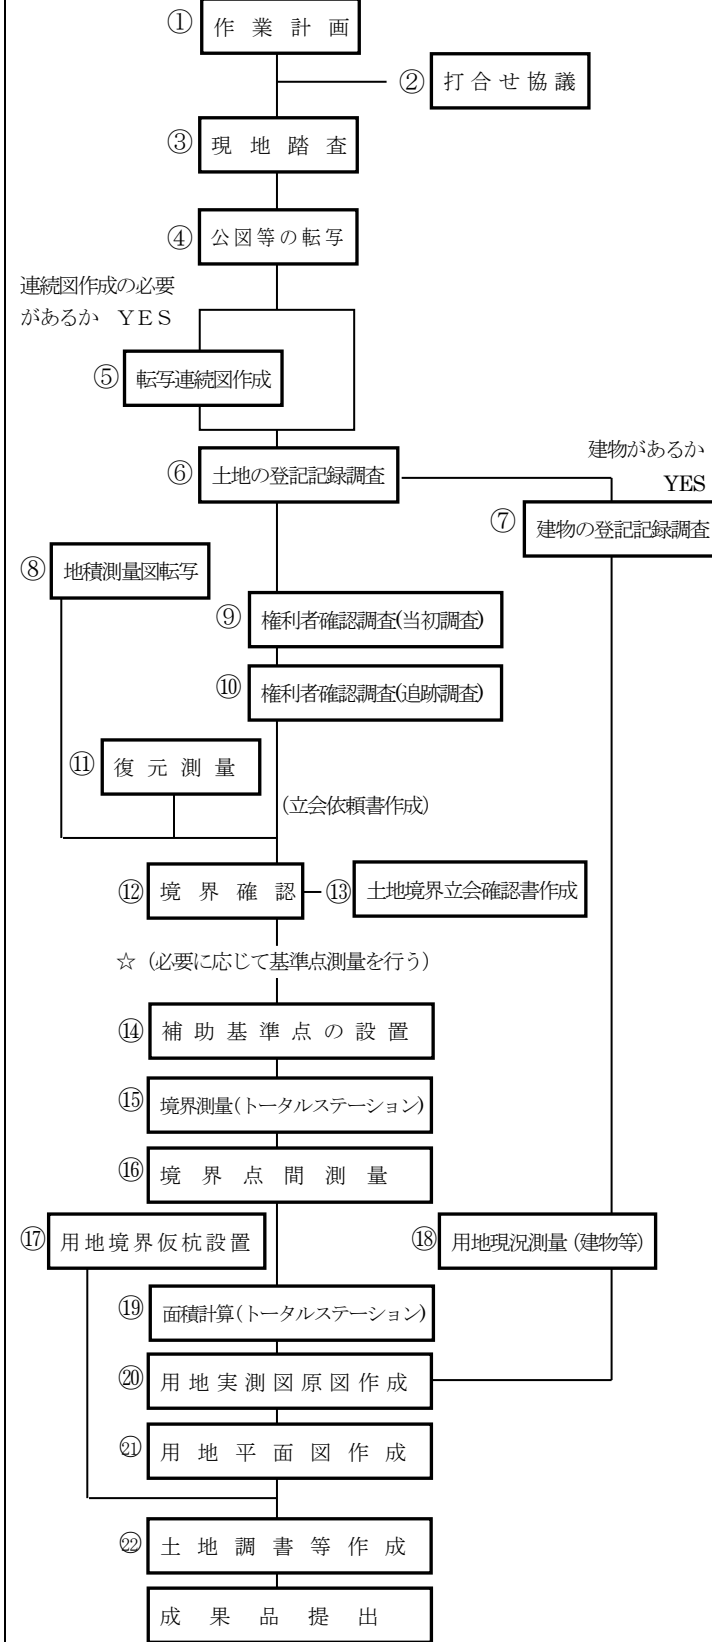 ① 作業計画
② 打合せ協議
③ 現地踏査
④ 公図等の転写
連続図作成の必要
があるか　ＹＥＳ
⑤ 転写連続図作成
建物があるか
YES
⑥ 土地の登記記録調査
⑦ 建物の登記記録調査
⑧ 地積測量図転写
⑨ 権利者確認調査(当初調査)
⑩ 権利者確認調査(追跡調査)
⑪ 復元測量
(立会依頼書作成)
⑫ 境界確認
⑬ 土地境界立会確認書作成
☆（必要に応じて基準点測量を行う）
⑭ 補助基準点の設置
⑮ 境界測量(トータルステーション)
⑯ 境界点間測量
⑰ 用地境界仮杭設置
⑱ 用地現況測量(建物等)
⑲ 面積計算(トータルステーション)
⑳ 用地実測図原図作成
㉑ 用地平面図作成
㉒ 土地調書等作成
成果品提出